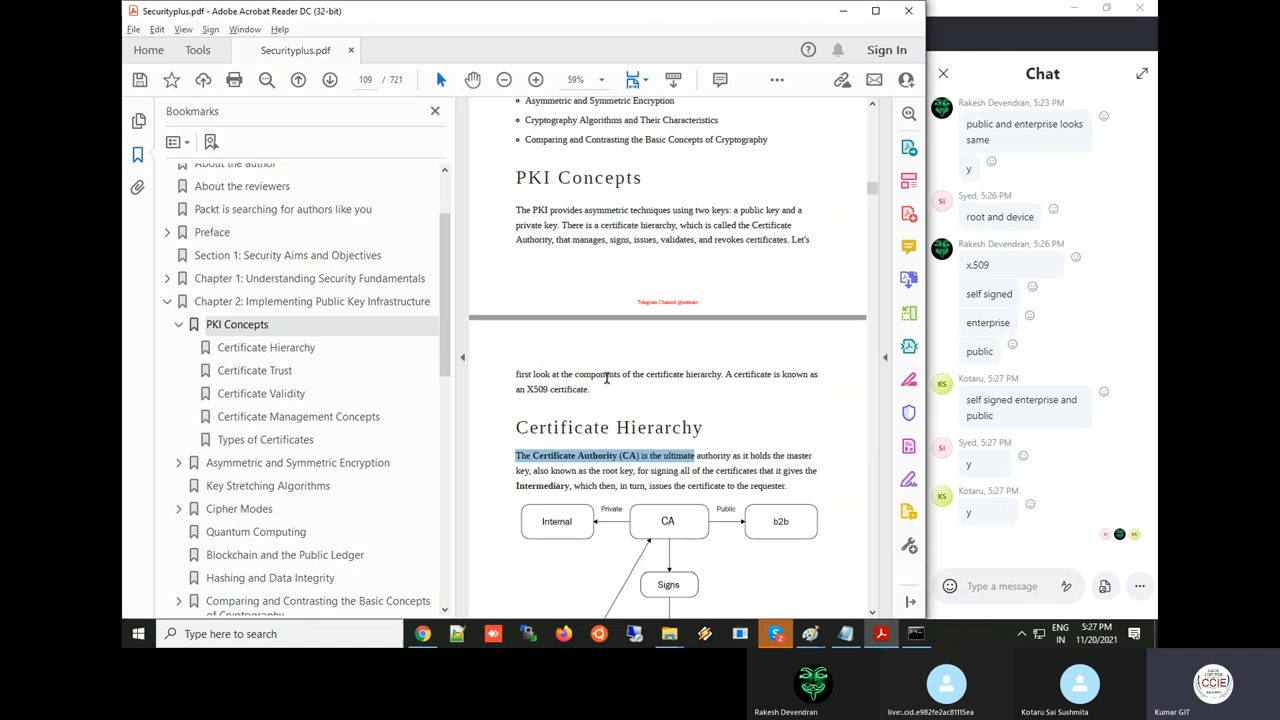 Securityplus.pdf - Adobe Acrobat Reader DC (32-bit)
File Edit View Sign Window Help
Home Tools Securityplus.pdf × Sign In
109 / 721 59%
Bookmarks
About the author
About the reviewers
Packt is searching for authors like you
Preface
Section 1: Security Aims and Objectives
Chapter 1: Understanding Security Fundamentals
Chapter 2: Implementing Public Key Infrastructure
PKI Concepts
Certificate Hierarchy
Certificate Trust
Certificate Validity
Certificate Management Concepts
Types of Certificates
Asymmetric and Symmetric Encryption
Key Stretching Algorithms
Cipher Modes
Quantum Computing
Blockchain and the Public Ledger
Hashing and Data Integrity
Comparing and Contrasting the Basic Concepts
of Cryptography
Asymmetric and Symmetric Encryption
Cryptography Algorithms and Their Characteristics
Comparing and Contrasting the Basic Concepts of Cryptography
PKI Concepts
The PKI provides asymmetric techniques using two keys: a public key and a
private key. There is a certificate hierarchy, which is called the Certificate
Authority, that manages, signs, issues, validates, and revokes certificates. Let's
Telegram Channel @nettrain
first look at the components of the certificate hierarchy. A certificate is known as
an X509 certificate.
Certificate Hierarchy
The Certificate Authority (CA) is the ultimate authority as it holds the master
key, also known as the root key, for signing all of the certificates that it gives the
Intermediary, which then, in turn, issues the certificate to the requester.
Internal Private CA Public b2b
Signs
Chat
Rakesh Devendran, 5:23 PM
public and enterprise looks
same
y
Syed, 5:26 PM
SI
root and device
Rakesh Devendran, 5:26 PM
x.509
self signed
enterprise
public
Kotaru, 5:27 PM
KS
self signed enterprise and
public
Syed, 5:27 PM
SI
y
Kotaru, 5:27 PM
KS
y
Type a message
Type here to search
ENG
IN
5:27 PM
11/20/2021
Rakesh Devendran
live:.cid.e982fe2ac81115ea
Kotaru Sai Sushmita
CCIE
Kumar GIT